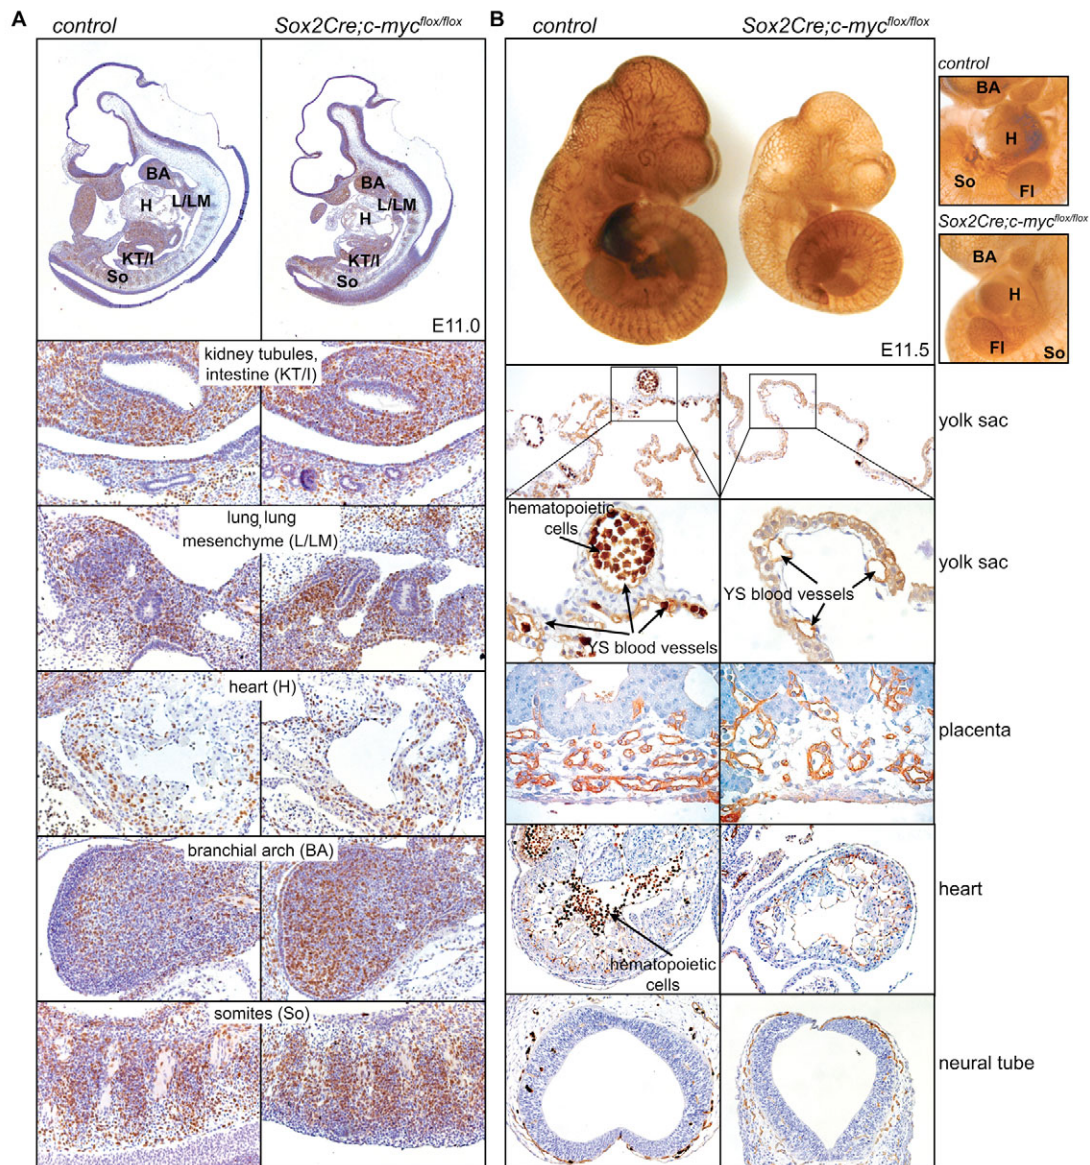 A
control
Sox2Cre;c-myc^flox/flox
BA
H
L/LM
KT/I
So
BA
L/LM
H
KT/I
So
E11.0
kidney tubules,
intestine (KT/I)
lung lung
mesenchyme (L/LM)
heart (H)
branchial arch (BA)
somites (So)
B
control
Sox2Cre;c-myc^flox/flox
E11.5
control
BA
H
So
Fl
Sox2Cre;c-myc^flox/flox
BA
H
Fl
So
yolk sac
hematopoietic
cells
YS blood vessels
YS blood vessels
yolk sac
placenta
hematopoietic
cells
heart
neural tube